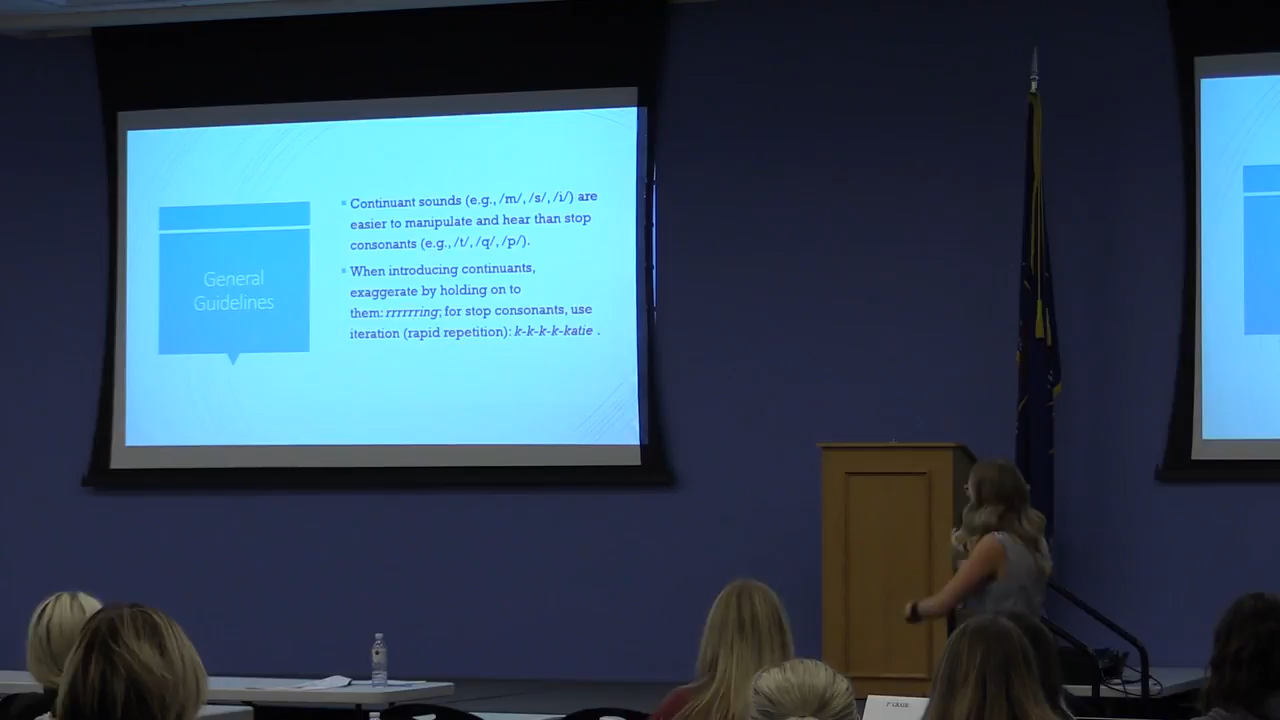 General
Guidelines
Continuant sounds (e.g., /m/, /s/, /i/) are
easier to manipulate and hear than stop
consonants (e.g., /t/, /q/, /p/).
When introducing continuants,
exaggerate by holding on to
them: rrrrrring; for stop consonants, use
iteration (rapid repetition): k-k-k-k-katie .